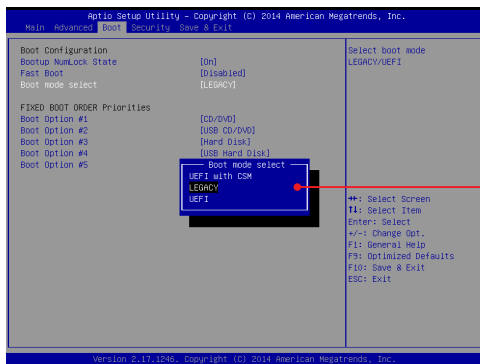 Aptio Setup Utility – Copyright (C) 2014 American Megatrends, Inc.
Main Advanced Boot Security Save & Exit
Boot Configuration
Bootup NumLock State [On]
Fast Boot [Disabled]
Boot mode select [LEGACY]
FIXED BOOT ORDER Priorities
Boot Option #1 [CD/DVD]
Boot Option #2 [USB CD/DVD]
Boot Option #3 [Hard Disk]
Boot Option #4 [USB Hard Disk]
Boot Option #5
Boot mode select
UEFI with CSM
LEGACY
UEFI
Select boot mode
LEGACY/UEFI
→←: Select Screen
↑↓: Select Item
Enter: Select
+/-: Change Opt.
F1: General Help
F9: Optimized Defaults
F10: Save & Exit
ESC: Exit
Version 2.17.1246. Copyright (C) 2014 American Megatrends, Inc.